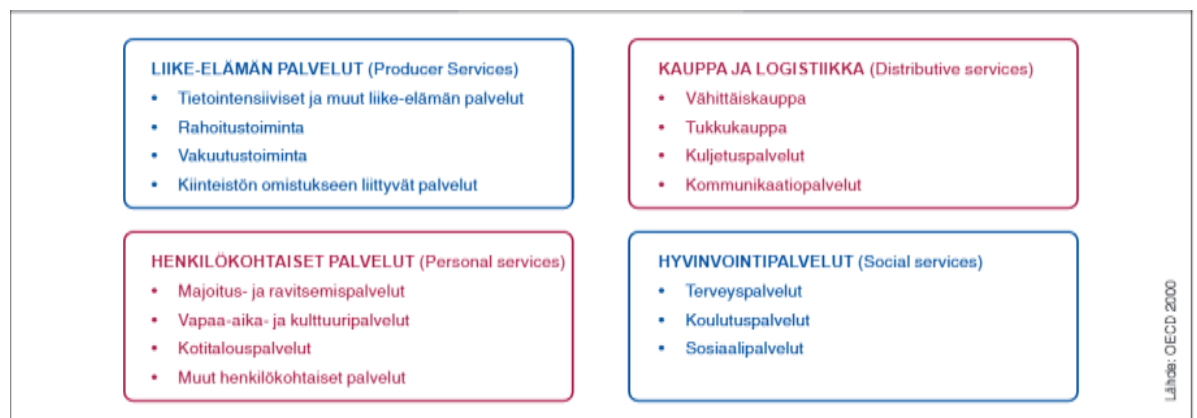 LIIKE-ELÄMÄN PALVELUT (Producer Services)
• Tietointensiiviset ja muut liike-elämän palvelut
• Rahoitustoiminta
• Vakuutustoiminta
• Kiinteistön omistukseen liittyvät palvelut
KAUPPA JA LOGISTIIKKA (Distributive services)
• Vähittäiskauppa
• Tukkukauppa
• Kuljetuspalvelut
• Kommunikaatiopalvelut
HENKILÖKOHTAISET PALVELUT (Personal services)
• Majoitus- ja ravitsemispalvelut
• Vapaa-aika- ja kulttuuripalvelut
• Kotitalouspalvelut
• Muut henkilökohtaiset palvelut
HYVINVOINTIPALVELUT (Social services)
• Terveyspalvelut
• Koulutuspalvelut
• Sosiaalipalvelut
Lähde: OECD 2000